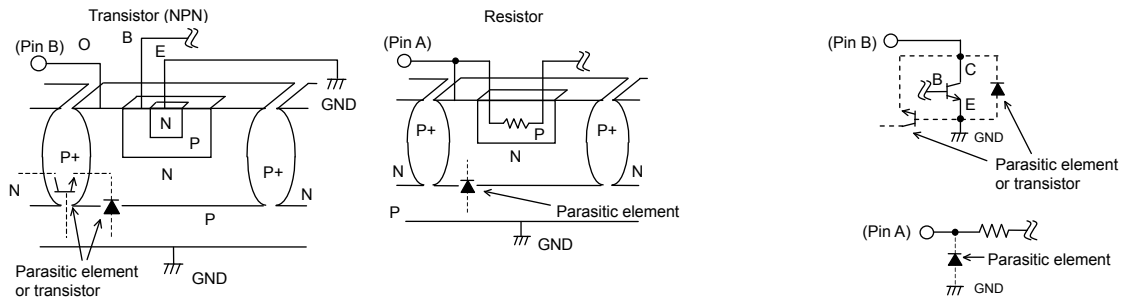 Transistor (NPN)
(Pin B)
O
B
E
GND
N
P
P+
N
P+
N
N
P
GND
Parasitic element
or transistor
Resistor
(Pin A)
P+
P
P+
N
N
N
Parasitic element
P
GND
(Pin B)
C
B
E
GND
Parasitic element
or transistor
(Pin A)
Parasitic element
GND